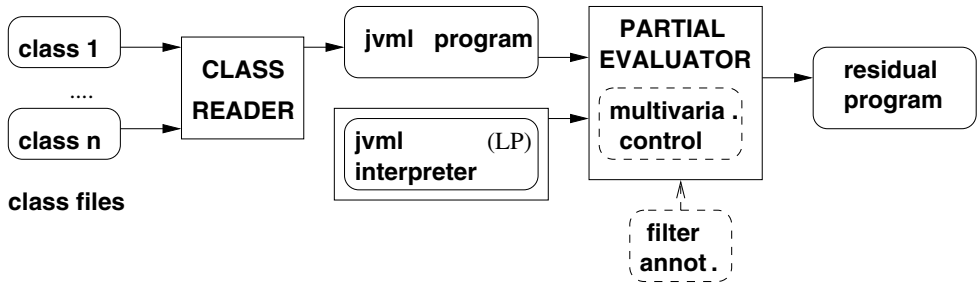 class 1
....
class n
class files
CLASS
READER
jvml program
jvml (LP)
interpreter
PARTIAL
EVALUATOR
multivaria .
control
filter
annot .
residual
program